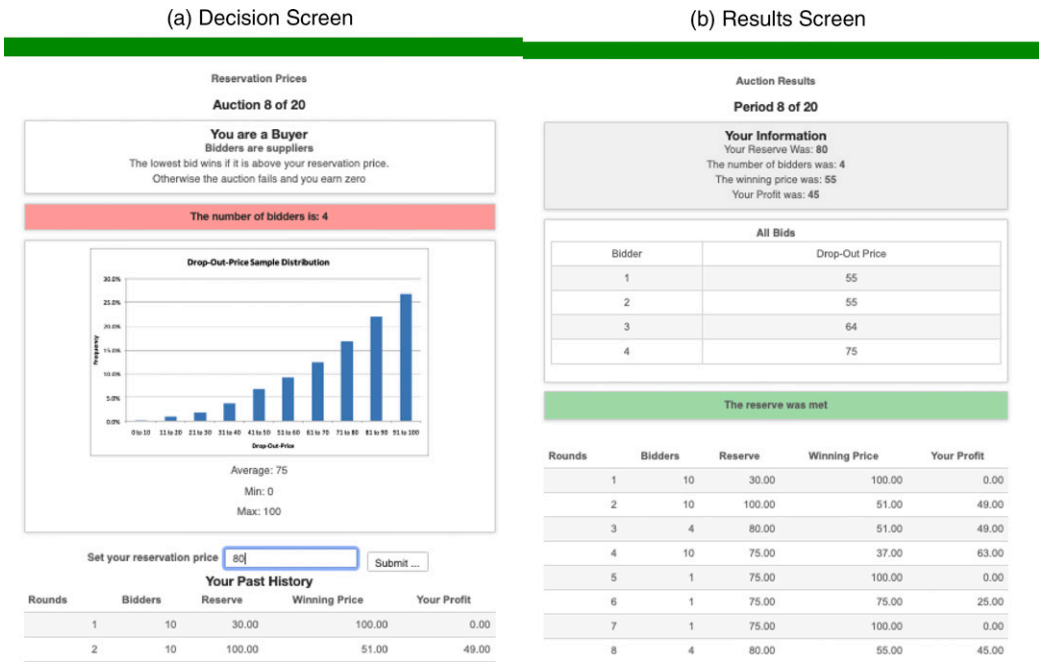 (a) Decision Screen
Reservation Prices
Auction 8 of 20
You are a Buyer
Bidders are suppliers
The lowest bid wins if it is above your reservation price.
Otherwise the auction fails and you earn zero
The number of bidders is: 4
Drop-Out-Price Sample Distribution
30.0%
25.0%
20.0%
15.0%
10.0%
5.0%
0.0%
Frequency
0 to 10 11 to 20 21 to 30 31 to 40 41 to 50 51 to 60 61 to 70 71 to 80 81 to 90 91 to 100
Drop-Out-Price
Average: 75
Min: 0
Max: 100
Set your reservation price 80 Submit ...
Your Past History
Rounds Bidders Reserve Winning Price Your Profit
1 10 30.00 100.00 0.00
2 10 100.00 51.00 49.00
(b) Results Screen
Auction Results
Period 8 of 20
Your Information
Your Reserve Was: 80
The number of bidders was: 4
The winning price was: 55
Your Profit was: 45
All Bids
Bidder Drop-Out Price
1 55
2 55
3 64
4 75
The reserve was met
Rounds Bidders Reserve Winning Price Your Profit
1 10 30.00 100.00 0.00
2 10 100.00 51.00 49.00
3 4 80.00 51.00 49.00
4 10 75.00 37.00 63.00
5 1 75.00 100.00 0.00
6 1 75.00 75.00 25.00
7 1 75.00 100.00 0.00
8 4 80.00 55.00 45.00